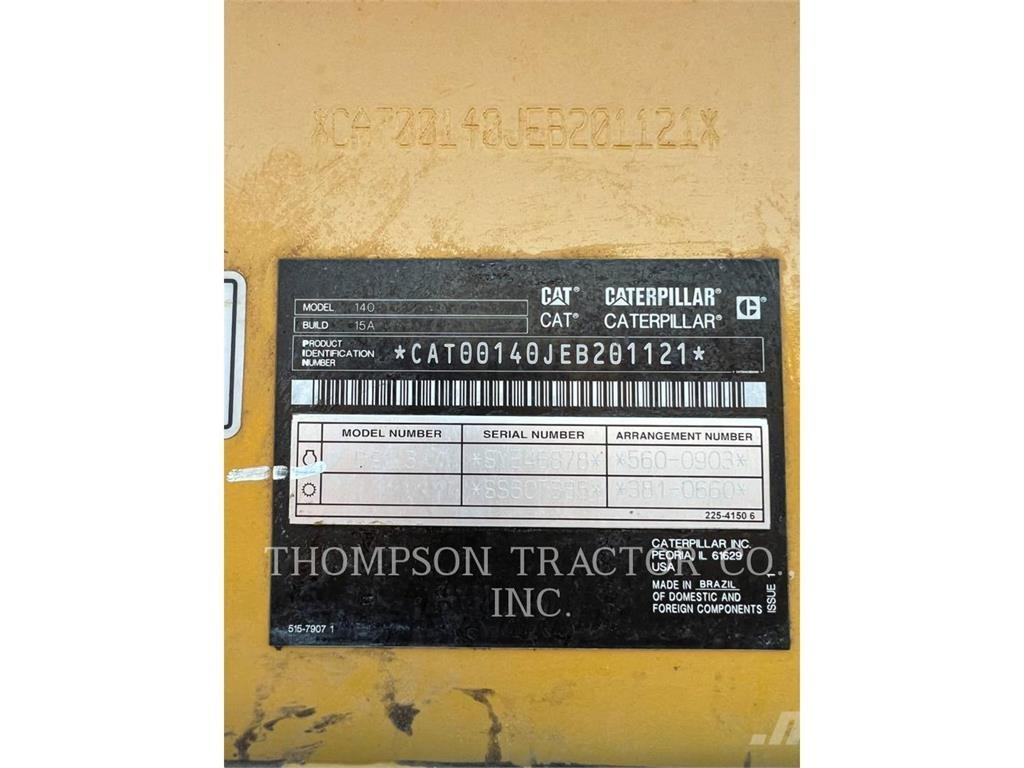 *CAT00140JEB201121*
MODEL 140
BUILD 15A
CAT® CATERPILLAR®
CAT® CATERPILLAR®
PRODUCT
IDENTIFICATION
NUMBER
*CAT00140JEB201121*
MODEL NUMBER SERIAL NUMBER ARRANGEMENT NUMBER
*560-0903*
*381-0660*
225-4150 6
CATERPILLAR INC.
PEORIA, IL 61629
USA
MADE IN BRAZIL
OF DOMESTIC AND
FOREIGN COMPONENTS
ISSUE 1
THOMPSON TRACTOR CO.,
INC.
515-7907 1